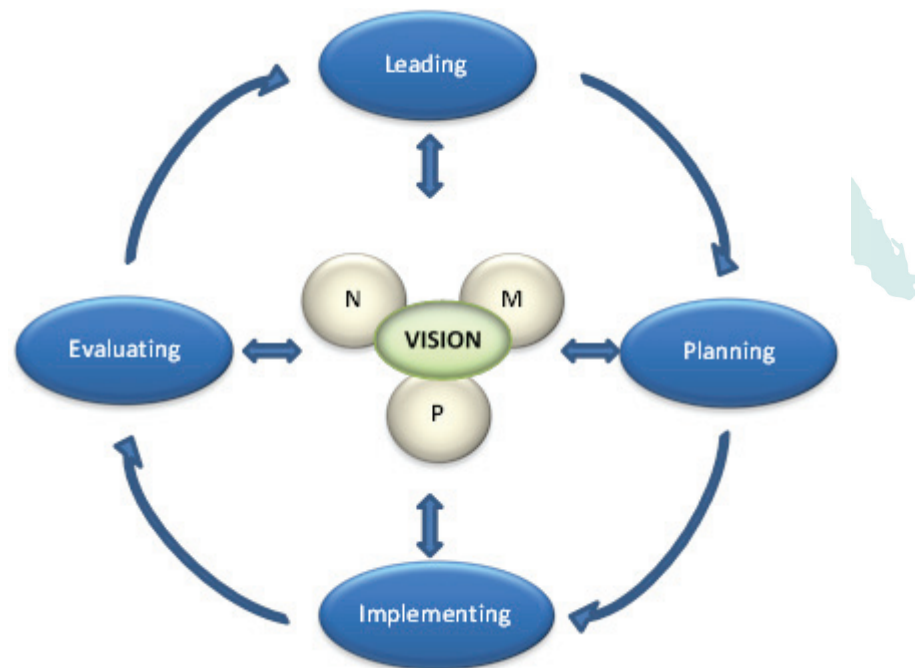 Leading
N
M
VISION
Evaluating
Planning
P
Implementing